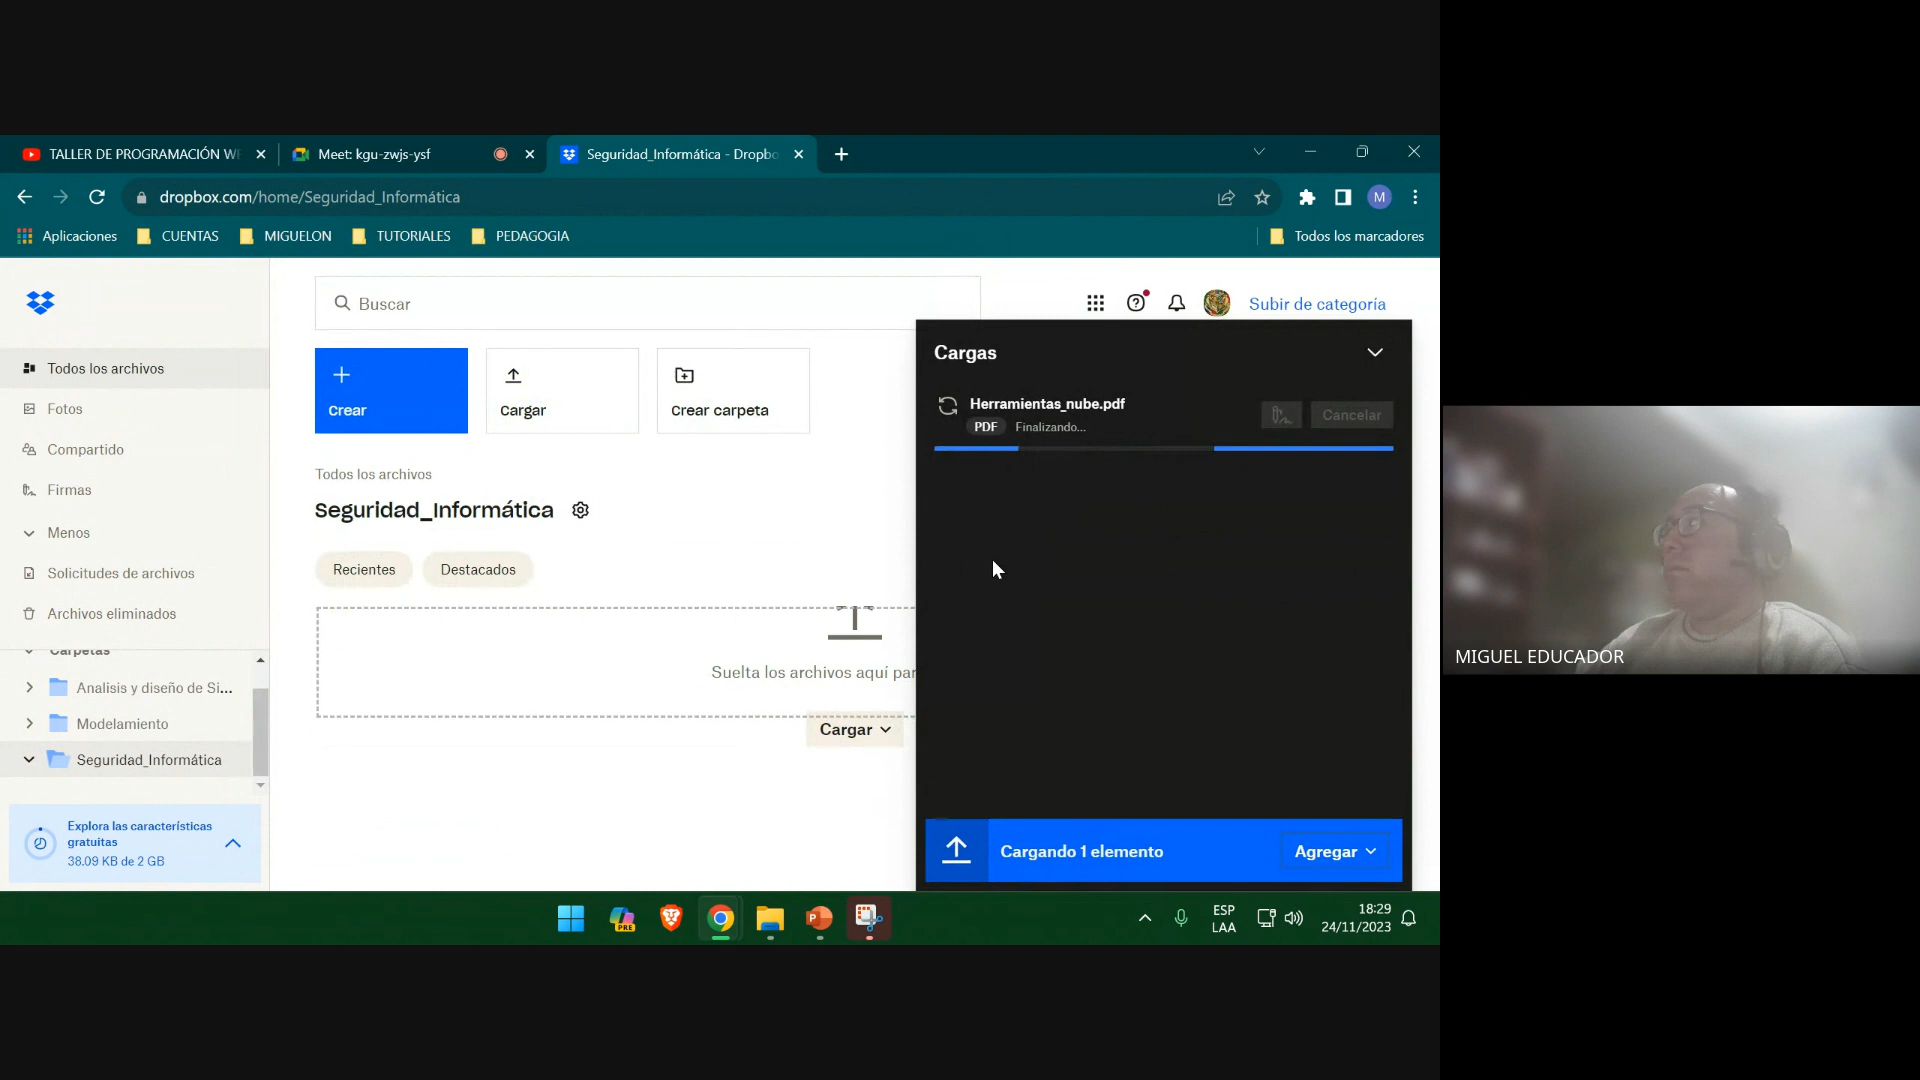 TALLER DE PROGRAMACIÓN WE
Meet: kgu-zwjs-ysf
Seguridad_Informática - Dropbo
dropbox.com/home/Seguridad_Informática
M
Aplicaciones
CUENTAS
MIGUELON
TUTORIALES
PEDAGOGIA
Todos los marcadores
Buscar
Subir de categoría
Todos los archivos
Fotos
Compartido
Firmas
Menos
Solicitudes de archivos
Archivos eliminados
Carpetas
Analisis y diseño de Si...
Modelamiento
Seguridad_Informática
Explora las características
gratuitas
38.09 KB de 2 GB
Crear
Cargar
Crear carpeta
Todos los archivos
Seguridad_Informática
Recientes
Destacados
Suelta los archivos aquí par
Cargar
Cargas
Herramientas_nube.pdf
PDF
Finalizando...
Cancelar
Cargando 1 elemento
Agregar
MIGUEL EDUCADOR
PRE
P
ESP
LAA
18:29
24/11/2023